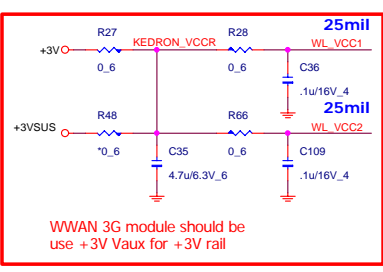 25mil
R27
R28
+3V
KEDRON_VCCR
WL_VCC1
0_6
0_6
C36
.1u/16V_4
25mil
R48
R66
+3VSUS
WL_VCC2
*0_6
C35
0_6
C109
4.7u/6.3V_6
.1u/16V_4
WWAN 3G module should be
use +3V Vaux for +3V rail